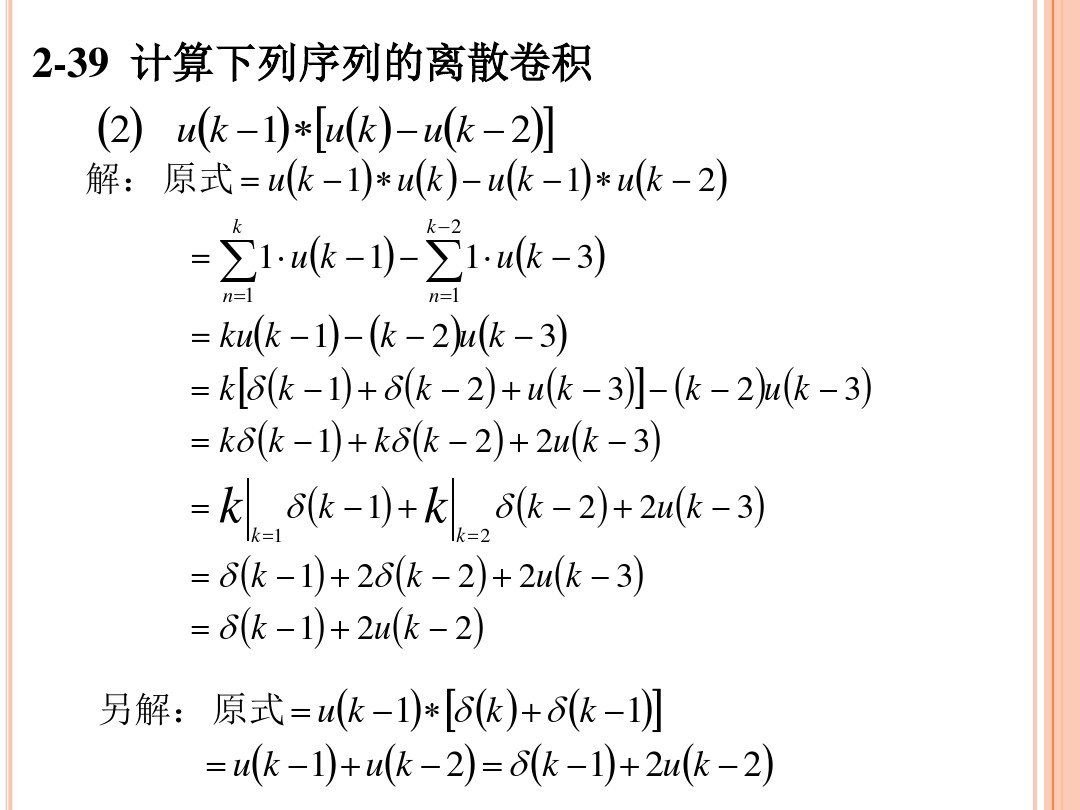 2-39 计算下列序列的离散卷积
(2) u(k−1)∗[u(k)−u(k−2)]
解： 原式=u(k−1)∗u(k)−u(k−1)∗u(k−2)
=∑_{n=1}^{k}1·u(k−1)−∑_{n=1}^{k−2}1·u(k−3)
=ku(k−1)−(k−2)u(k−3)
=k[δ(k−1)+δ(k−2)+u(k−3)]−(k−2)u(k−3)
=kδ(k−1)+kδ(k−2)+2u(k−3)
=k|_{k=1}δ(k−1)+k|_{k=2}δ(k−2)+2u(k−3)
=δ(k−1)+2δ(k−2)+2u(k−3)
=δ(k−1)+2u(k−2)
另解： 原式=u(k−1)∗[δ(k)+δ(k−1)]
=u(k−1)+u(k−2)=δ(k−1)+2u(k−2)